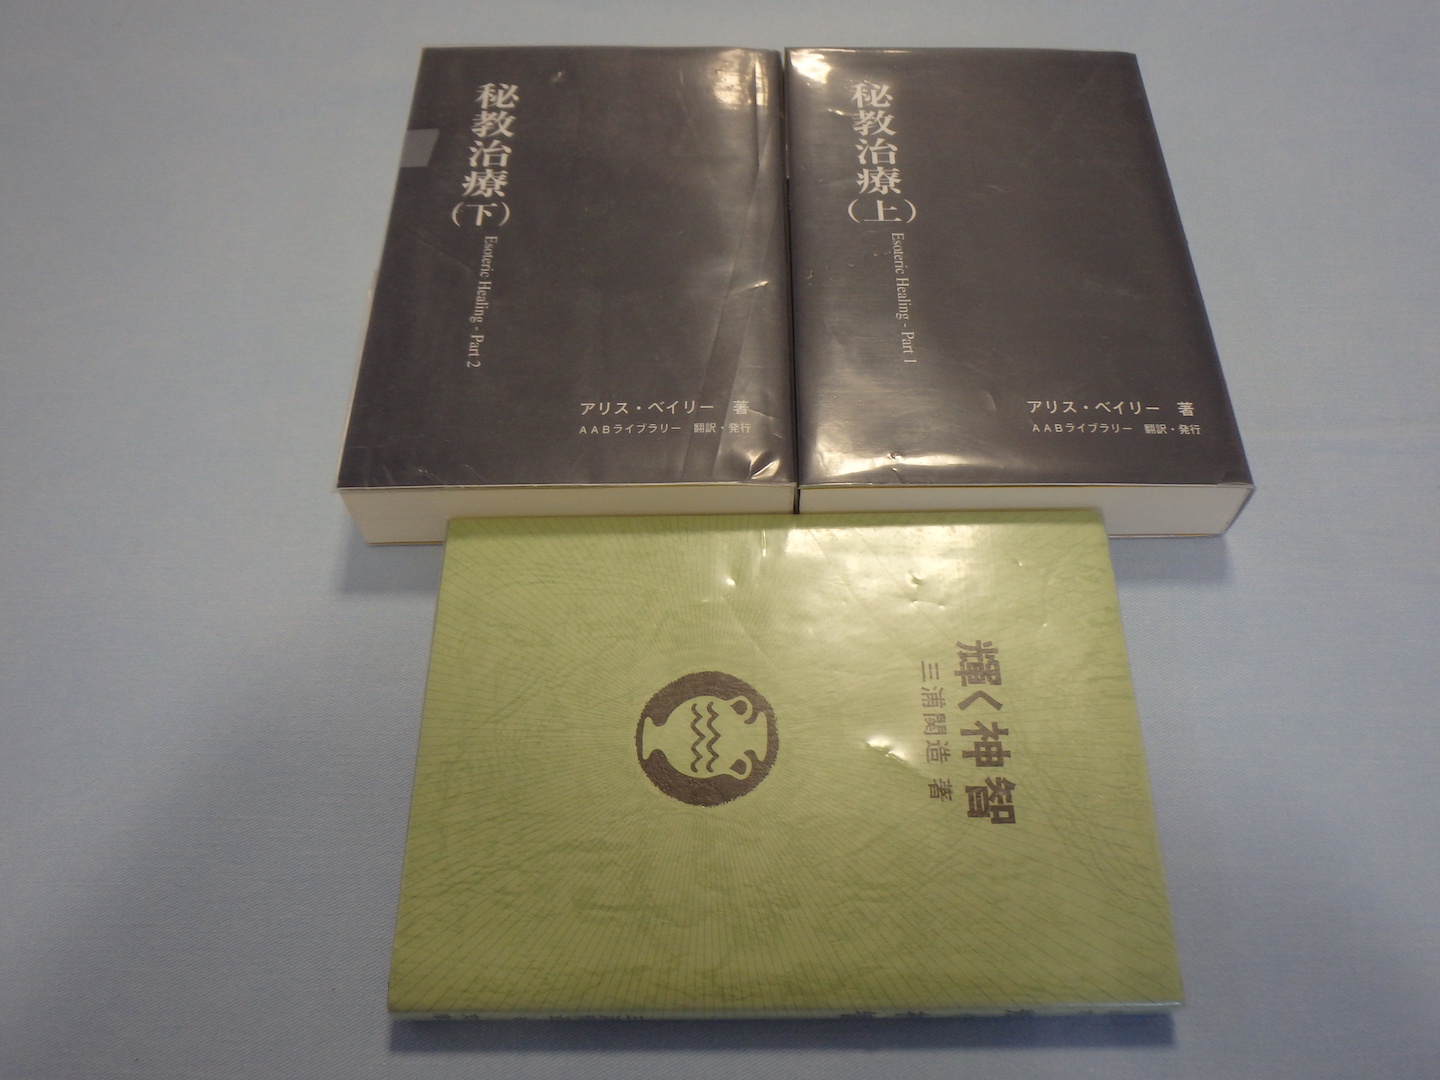 秘教治療(下)
Esoteric Healing - Part 2
アリス・ベイリー 著
AABライブラリー 翻訳・発行
秘教治療(上)
Esoteric Healing - Part 1
アリス・ベイリー 著
AABライブラリー 翻訳・発行
輝く神智
三浦関造 著